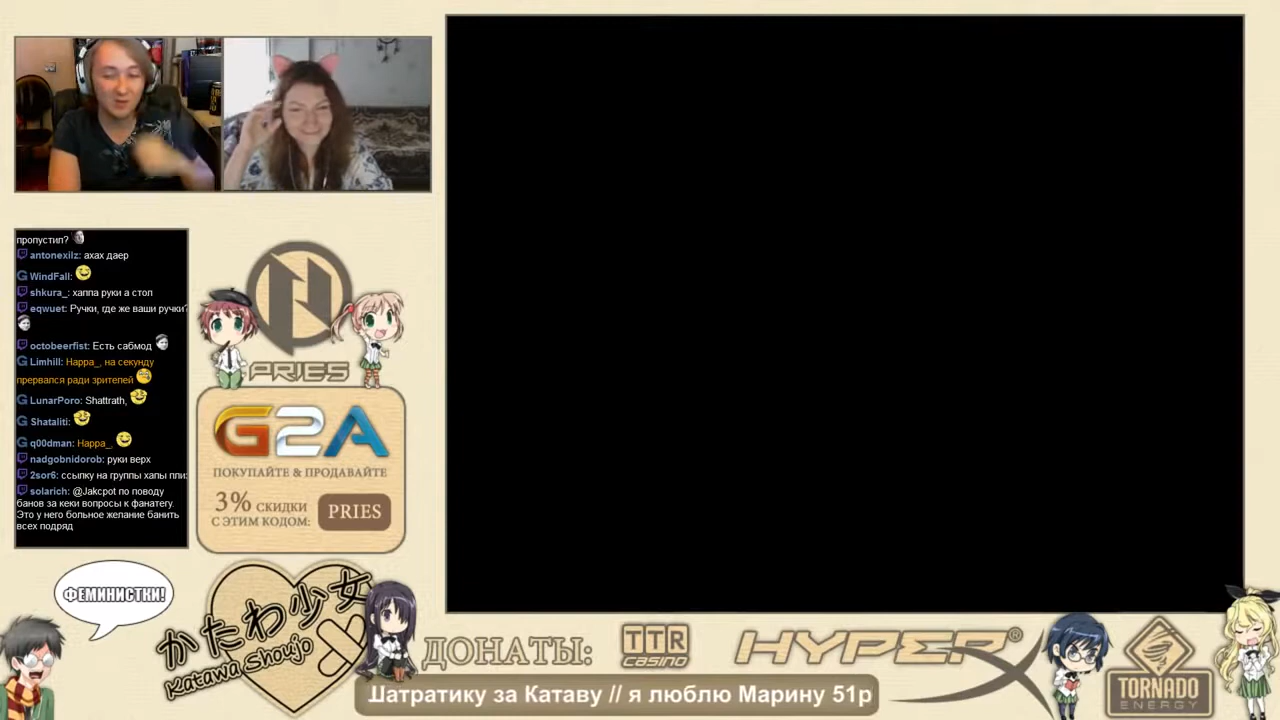 пропустил?
antonexilz: ахах даер
G WindFall:
shkura_: хаппа руки а стоп
eqwuet: Ручки, где же ваши ручки?
octobeerfist: Есть сабмод
G Limhill: Happa_, на секунду
прервался ради зрителей
G LunarPoro: Shattrath,
G Shataliti:
G q00dman: Happa_,
nadgobnidorob: руки верх
2sor6: ссылку на группы хапы
solarich: @Jakcpot по поводу
банов за кеки вопросы к фанатегу.
Это у него больное желание банить
всех подряд
PRIES
G2A
ПОКУПАЙТЕ & ПРОДАВАЙТЕ
3% СКИДКИ
С ЭТИМ КОДОМ:
PRIES
ФЕМИНИСТКИ!
かたわ少女
Katawa Shoujo
ДОНАТЫ:
TTR
CASINO
HYPERX®
TORNADO
ENERGY
Шатратику за Катаву // я люблю Марину 51р